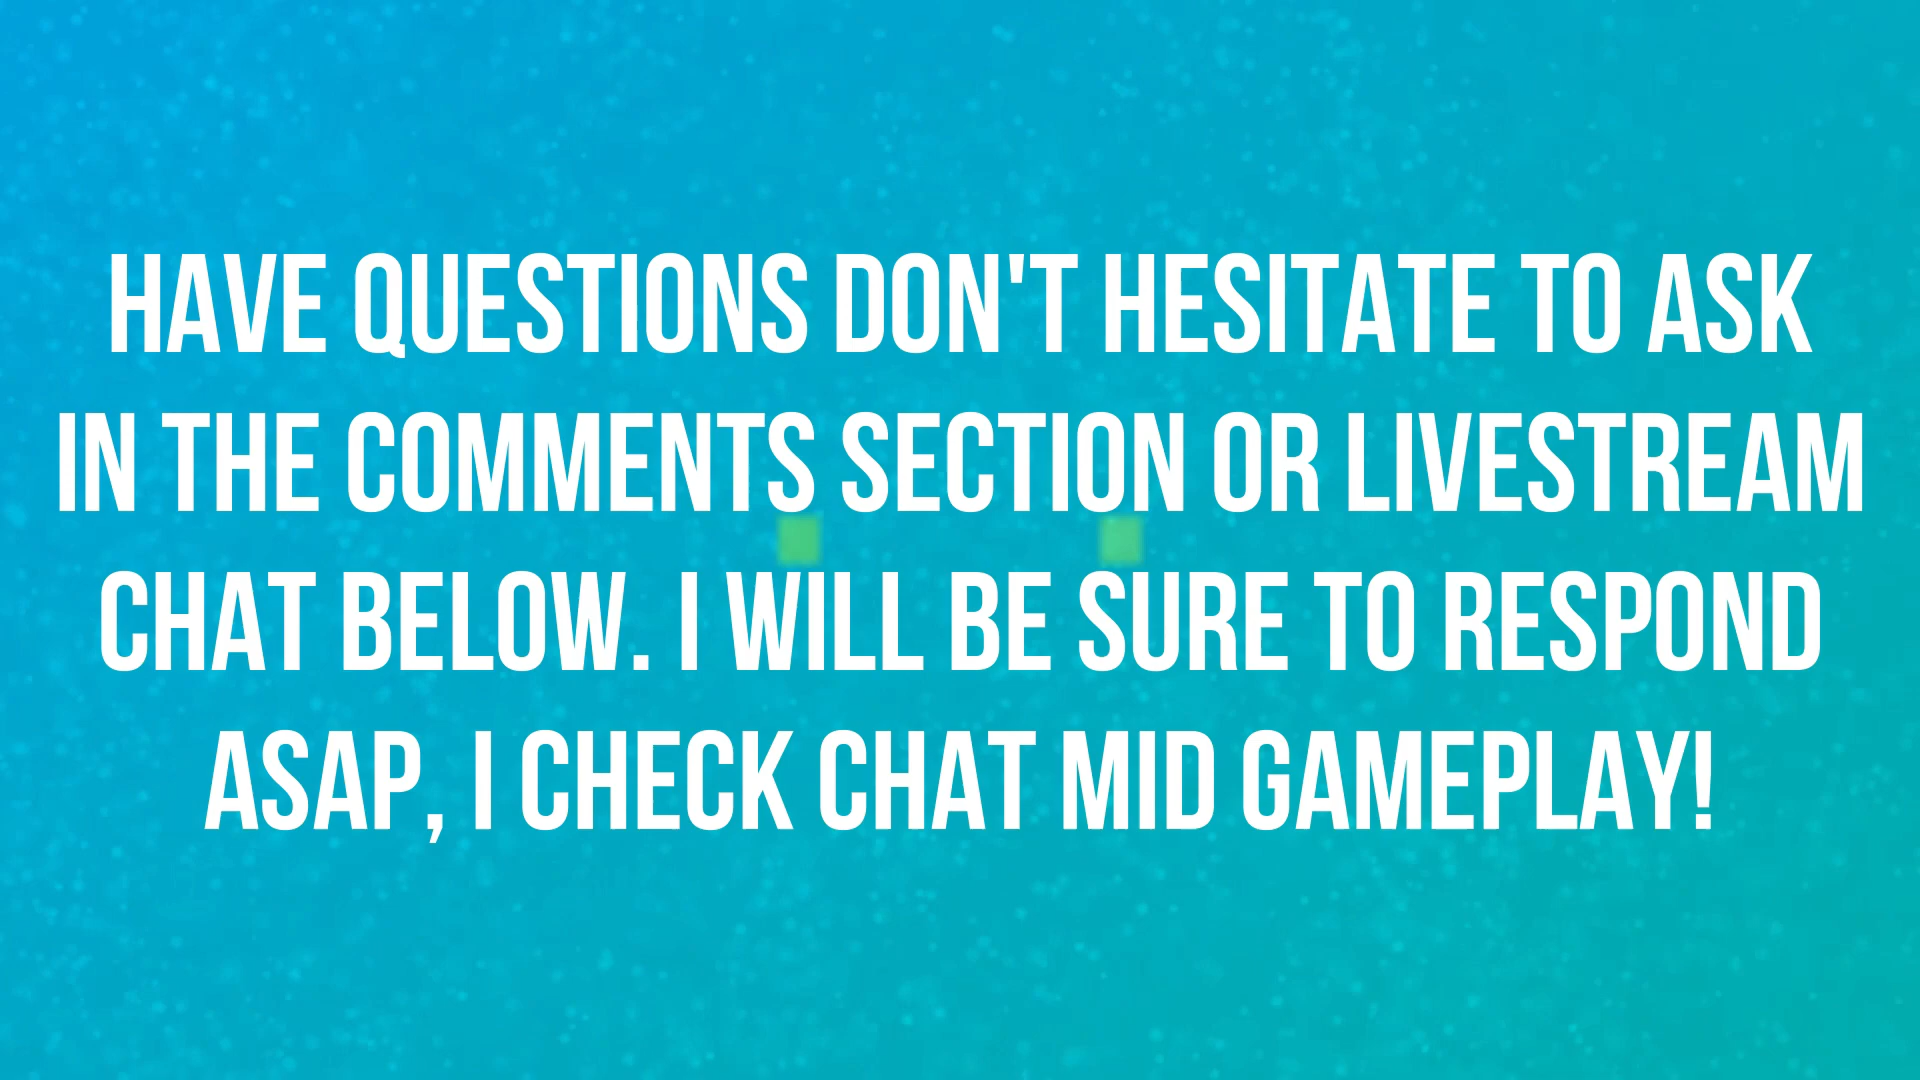 HAVE QUESTIONS DON'T HESITATE TO ASK
IN THE COMMENTS SECTION OR LIVESTREAM
CHAT BELOW. I WILL BE SURE TO RESPOND
ASAP, I CHECK CHAT MID GAMEPLAY!